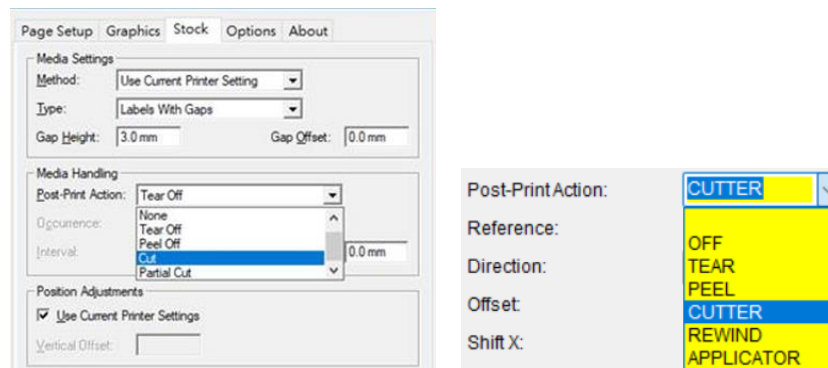 Page Setup Graphics Stock Options About
Media Settings
Method: Use Current Printer Setting
Type: Labels With Gaps
Gap Height: 3.0 mm Gap Offset: 0.0 mm
Media Handling
Post-Print Action: Tear Off
None
Occurrence: Tear Off
Peel Off
Interval: Cut 0.0 mm
Partial Cut
Position Adjustments
Use Current Printer Settings
Vertical Offset:
Post-Print Action: CUTTER
Reference:
OFF
Direction: TEAR
PEEL
Offset: CUTTER
Shift X: REWIND
APPLICATOR